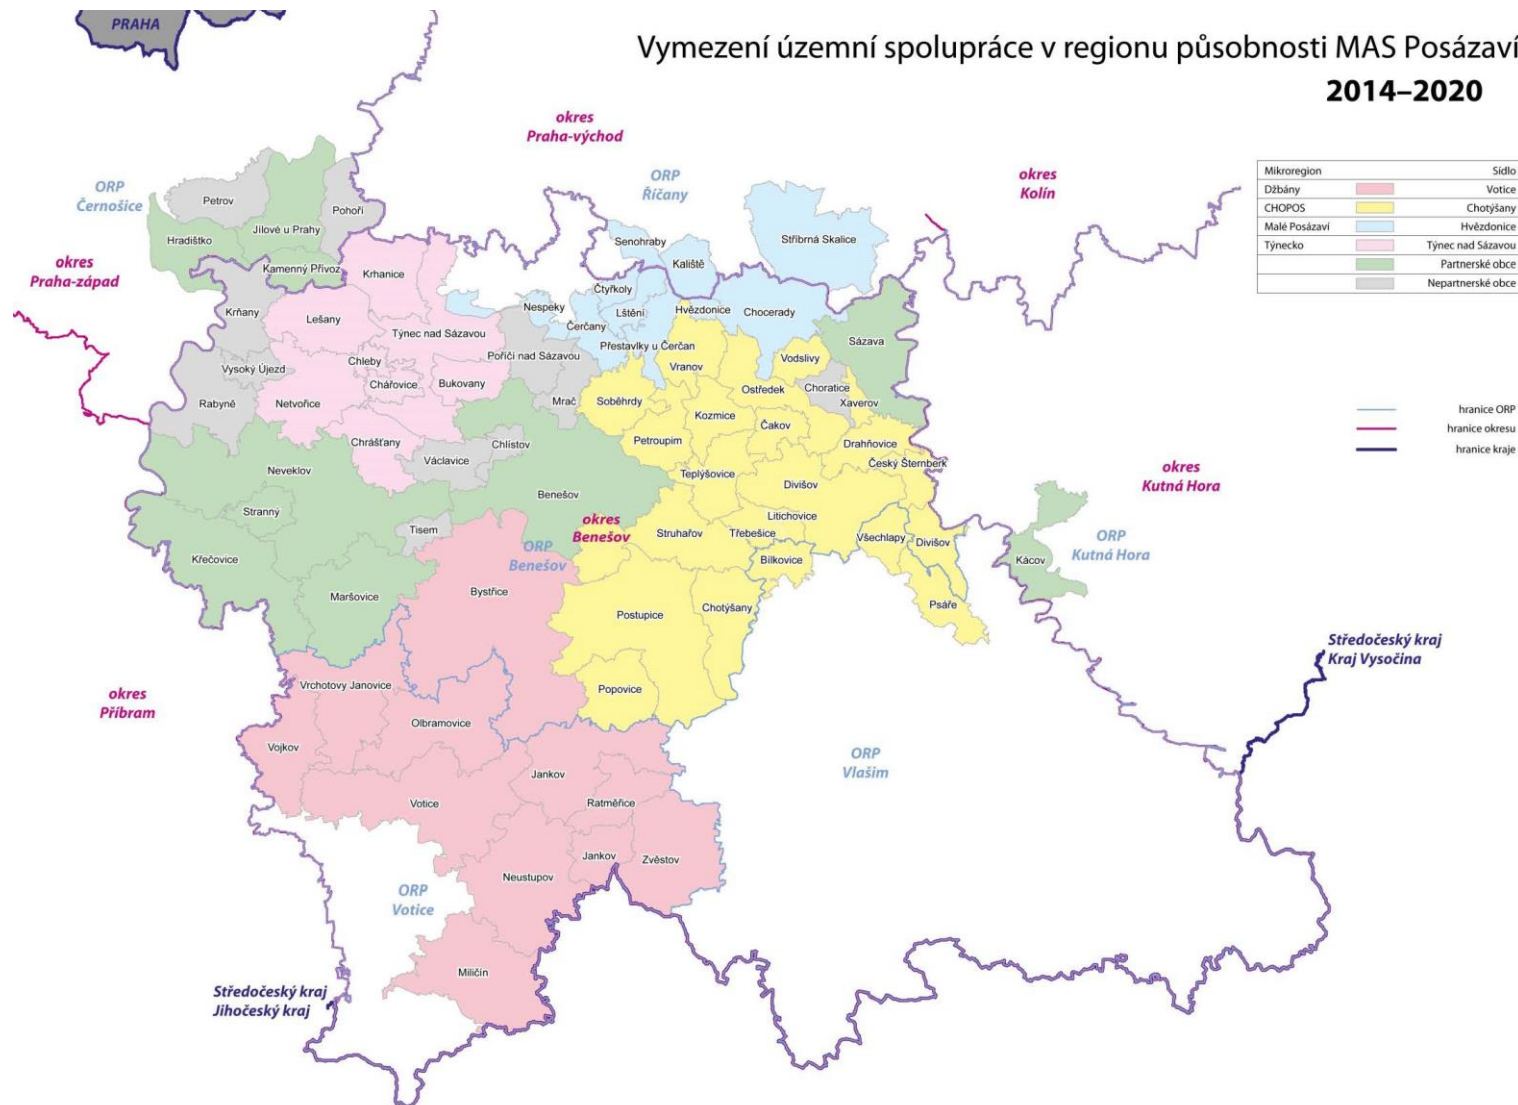 PRAHA
Vymezení územní spolupráce v regionu působnosti MAS Posázaví
2014–2020
okres
Praha-východ
ORP
Říčany
okres
Kolín
ORP
Černošice
okres
Praha-západ
Mikroregion Sídlo
Džbány Votice
CHOPOS Chotýšany
Malé Posázaví Hvězdonice
Týnecko Týnec nad Sázavou
Partnerské obce
Nepartnerské obce
hranice ORP
hranice okresu
hranice kraje
Petrov
Pohoří
Jílové u Prahy
Hradištko
Kamenný Přívoz
Krhanice
Senohraby
Stříbrná Skalice
Kaliště
Čtyřkoly
Nespeky
Lštění
Hvězdonice
Chocerady
Krňany
Lešany
Týnec nad Sázavou
Čerčany
Přestavlky u Čerčan
Sázava
Poříčí nad Sázavou
Vodslivy
Vysoký Újezd
Chleby
Vranov
Chářovice
Bukovany
Ostředek
Choratice
Rabyně
Netvořice
Mrač
Soběhrdy
Xaverov
Kozmice
Čakov
Chrášťany
Chlístov
Petroupim
Drahňovice
Václavice
Český Šternberk
Neveklov
Teplýšovice
Divišov
Benešov
Stranný
Litichovice
Tisem
okres
Benešov
Struhařov
Třebešice
Všechlapy
Divišov
ORP
Benešov
Křečovice
Bílkovice
Kácov
okres
Kutná Hora
ORP
Kutná Hora
Maršovice
Bystřice
Chotýšany
Psáře
Postupice
Středočeský kraj
Kraj Vysočina
okres
Příbram
Vrchotovy Janovice
Popovice
Olbramovice
Vojkov
ORP
Vlašim
Jankov
Votice
Ratměřice
Jankov
Zvěstov
Neustupov
ORP
Votice
Miličín
Středočeský kraj
Jihočeský kraj